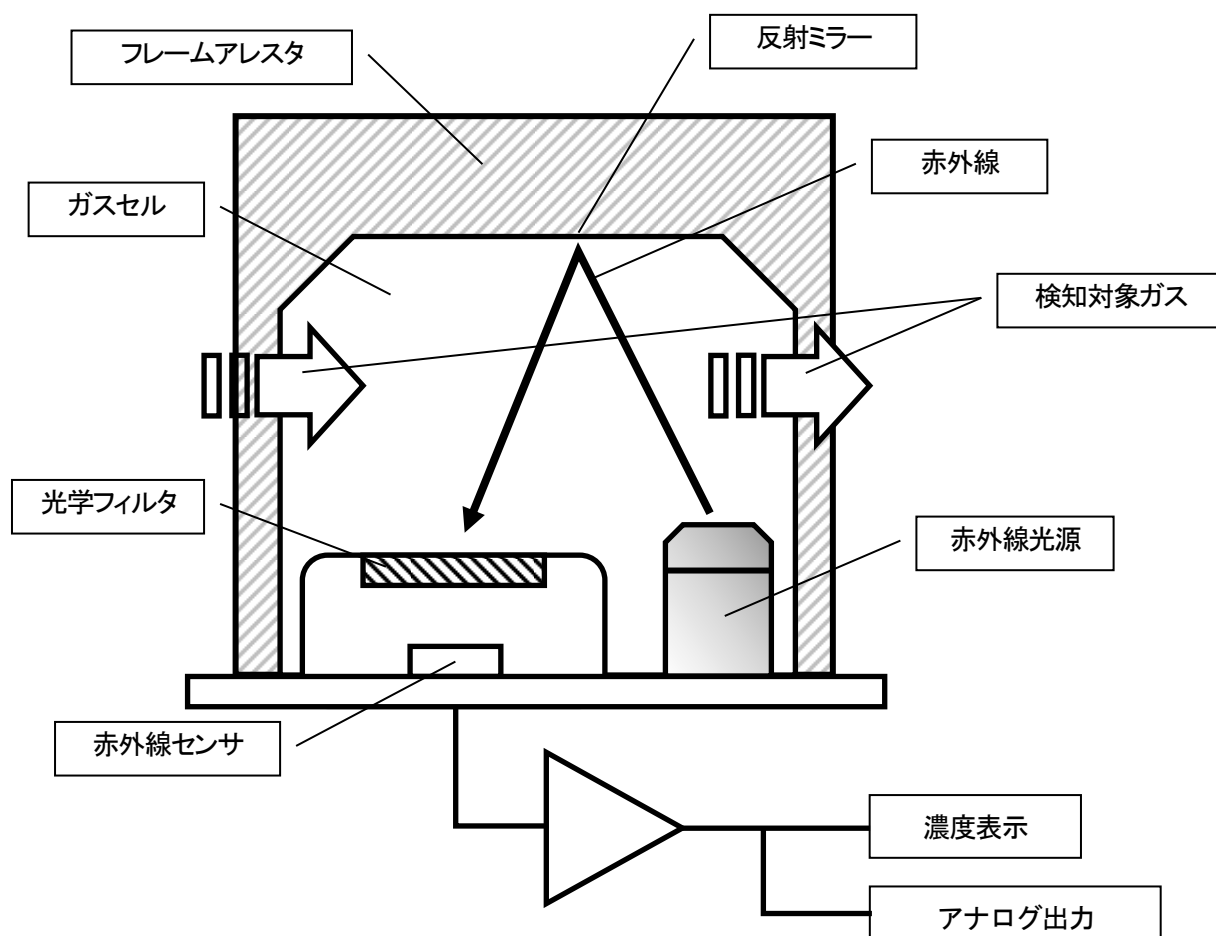 フレームアレスタ
反射ミラー
赤外線
ガスセル
検知対象ガス
光学フィルタ
赤外線光源
赤外線センサ
濃度表示
アナログ出力